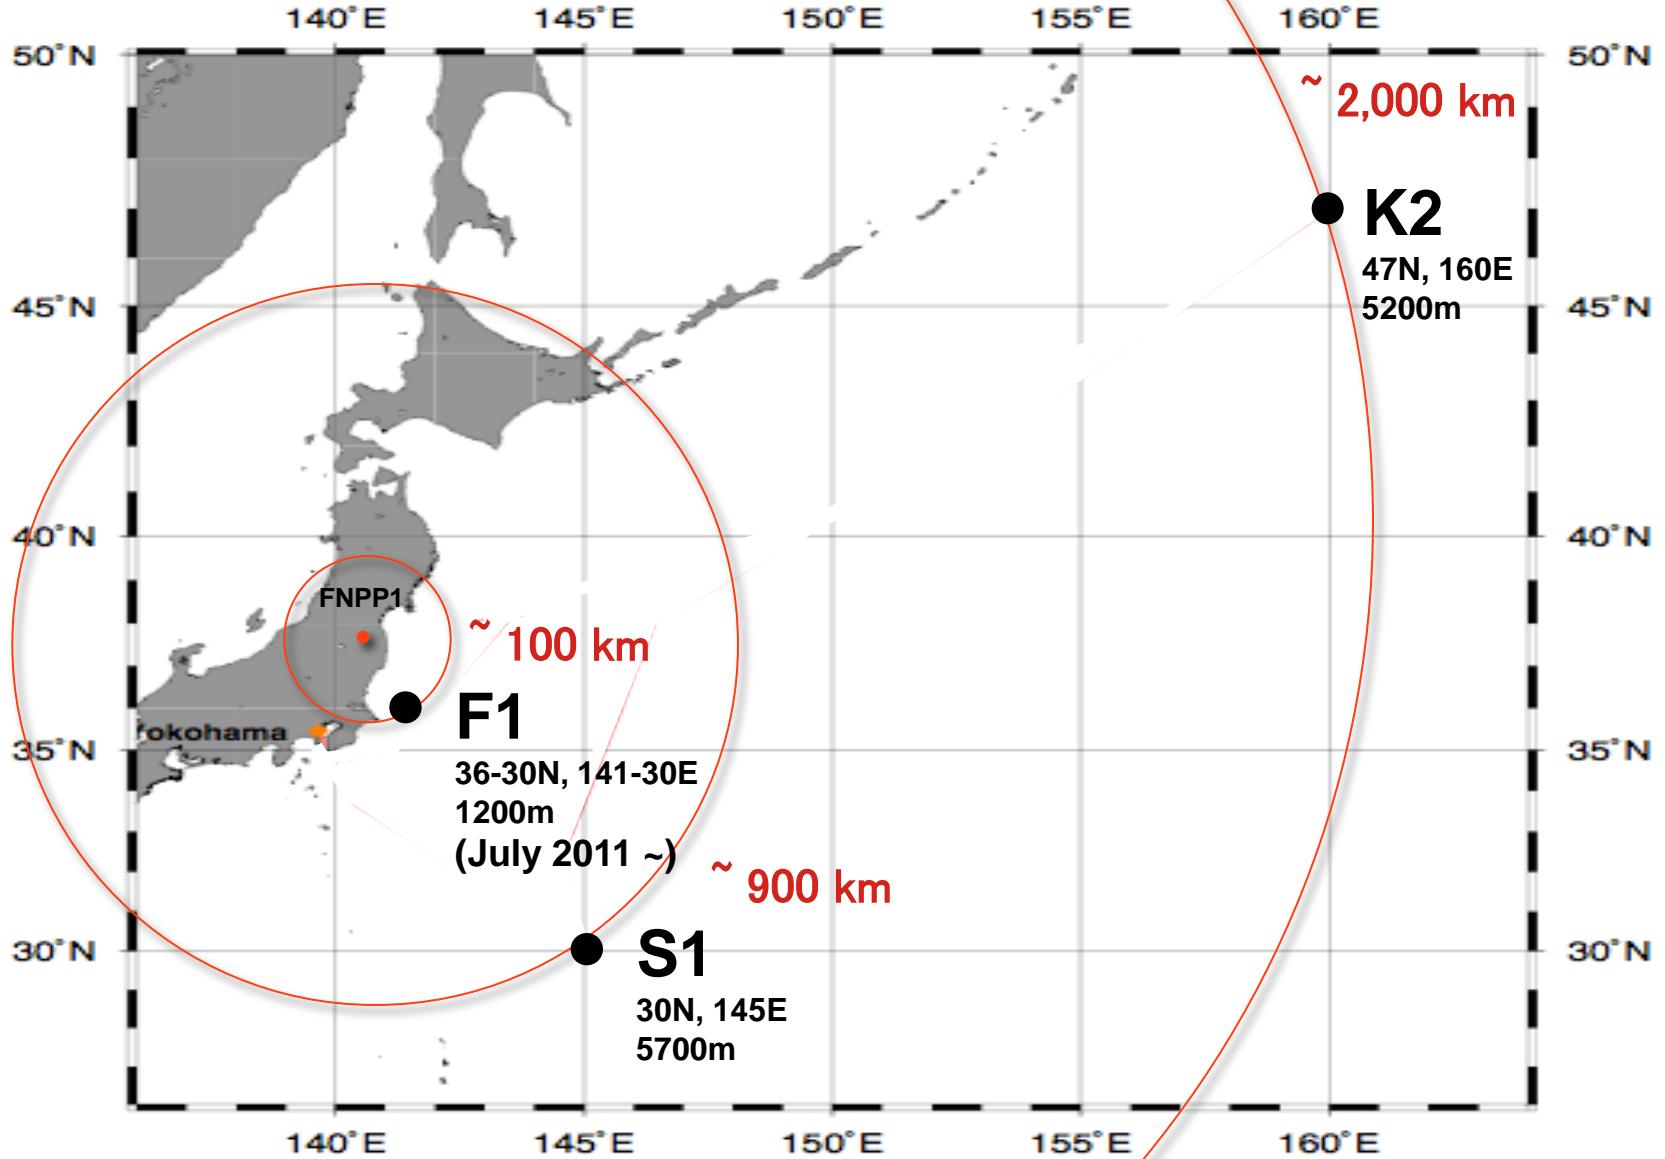 140°E 145°E 150°E 155°E 160°E
50°N 50°N
~ 2,000 km
K2
47N, 160E
45°N 45°N
5200m
40°N 40°N
FNPP1
~ 100 km
F1
okohama
35°N 35°N
36-30N, 141-30E
1200m
(July 2011 ~)
~ 900 km
S1
30°N 30°N
30N, 145E
5700m
140°E 145°E 150°E 155°E 160°E